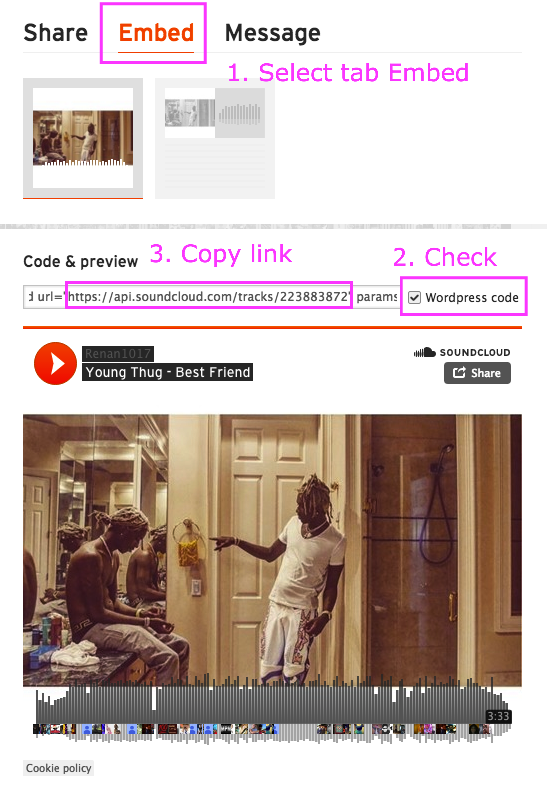 Share Embed Message
1. Select tab Embed
3. Copy link
2. Check
Code & preview
d url="https://api.soundcloud.com/tracks/223883872" params
Wordpress code
Renan1017
SOUNDCLOUD
Young Thug - Best Friend
Share
3:33
Cookie policy